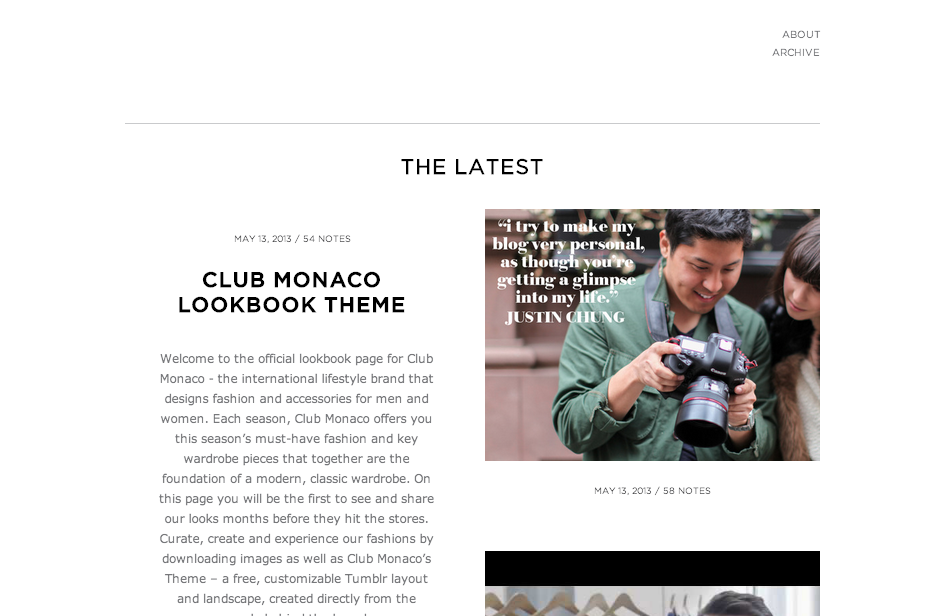 ABOUT
ARCHIVE
THE LATEST
MAY 13, 2013 / 54 NOTES
CLUB MONACO
LOOKBOOK THEME
Welcome to the official lookbook page for Club
Monaco - the international lifestyle brand that
designs fashion and accessories for men and
women. Each season, Club Monaco offers you
this season’s must-have fashion and key
wardrobe pieces that together are the
foundation of a modern, classic wardrobe. On
this page you will be the first to see and share
our looks months before they hit the stores.
Curate, create and experience our fashions by
downloading images as well as Club Monaco’s
Theme – a free, customizable Tumblr layout
and landscape, created directly from the
“i try to make my
blog very personal,
as though you’re
getting a glimpse
into my life.”
JUSTIN CHUNG
Canon
MAY 13, 2013 / 58 NOTES